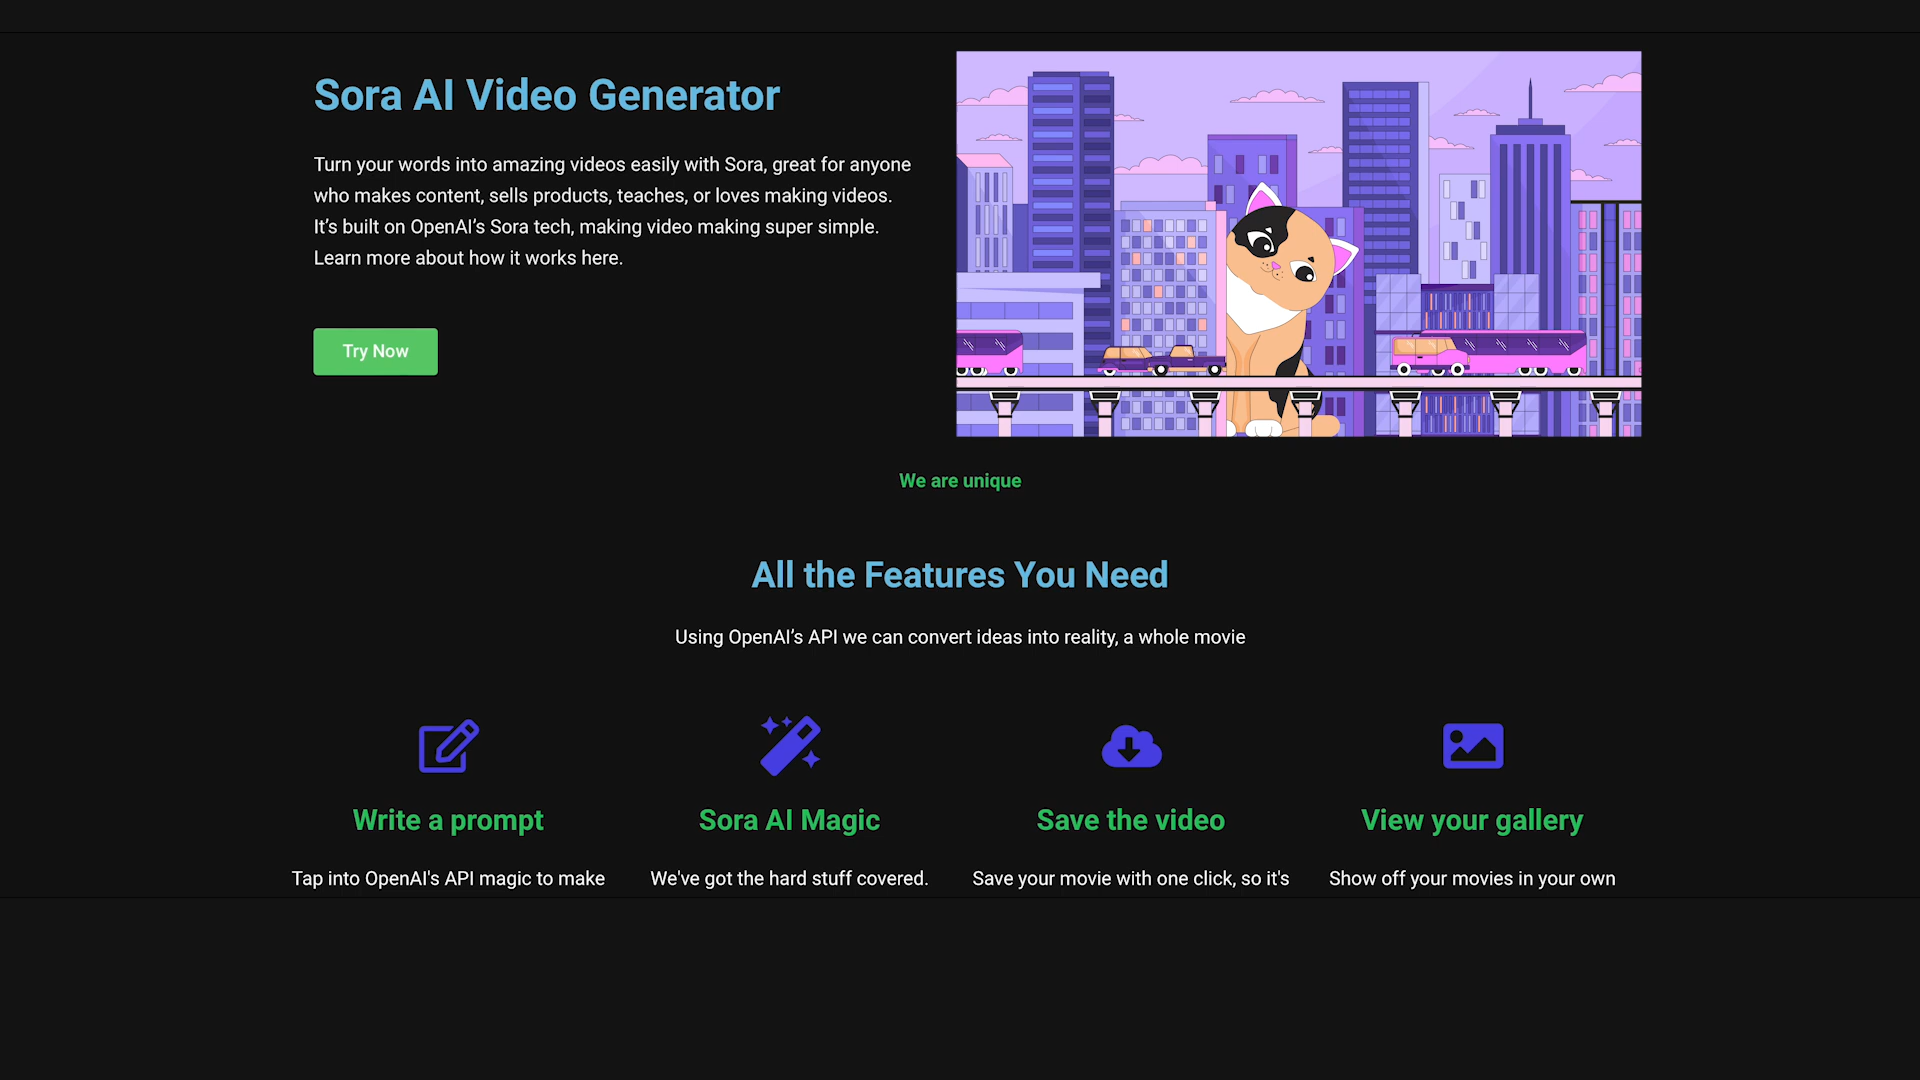 Sora AI Video Generator
Turn your words into amazing videos easily with Sora, great for anyone
who makes content, sells products, teaches, or loves making videos.
It’s built on OpenAI’s Sora tech, making video making super simple.
Learn more about how it works here.
Try Now
We are unique
All the Features You Need
Using OpenAI’s API we can convert ideas into reality, a whole movie
Write a prompt
Sora AI Magic
Save the video
View your gallery
Tap into OpenAI's API magic to make
We've got the hard stuff covered.
Save your movie with one click, so it's
Show off your movies in your own